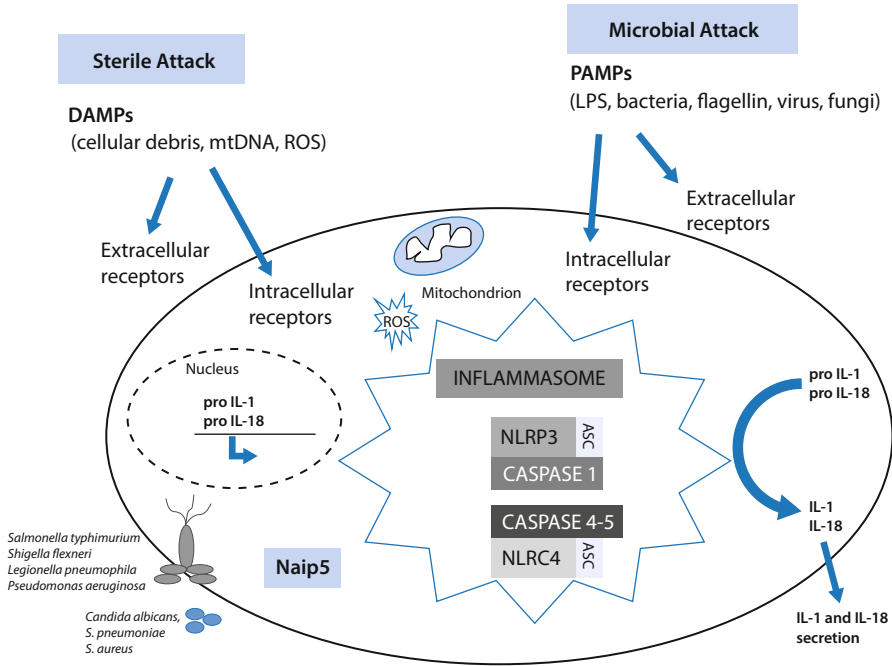 Sterile Attack
DAMPs
(cellular debris, mtDNA, ROS)
Extracellular
receptors
Intracellular
receptors
Microbial Attack
PAMPs
(LPS, bacteria, flagellin, virus, fungi)
Extracellular
receptors
Intracellular
receptors
Mitochondrion
ROS
Nucleus
pro IL-1
pro IL-18
INFLAMMASOME
NLRP3
ASC
CASPASE 1
CASPASE 4-5
NLRC4
ASC
pro IL-1
pro IL-18
IL-1
IL-18
IL-1 and IL-18
secretion
Salmonella typhimurium
Shigella flexneri
Legionella pneumophila
Pseudomonas aeruginosa
Naip5
Candida albicans,
S. pneumoniae
S. aureus